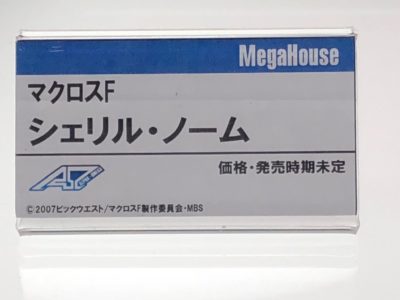 MegaHouse
マクロスF
シェリル・ノーム
価格・発売時期未定
©2007ビックウエスト/マクロスF製作委員会・MBS